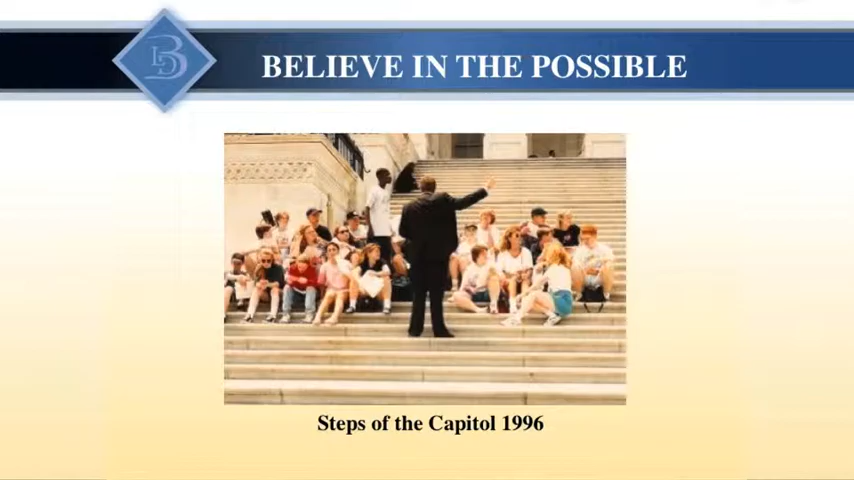 BELIEVE IN THE POSSIBLE
Steps of the Capitol 1996